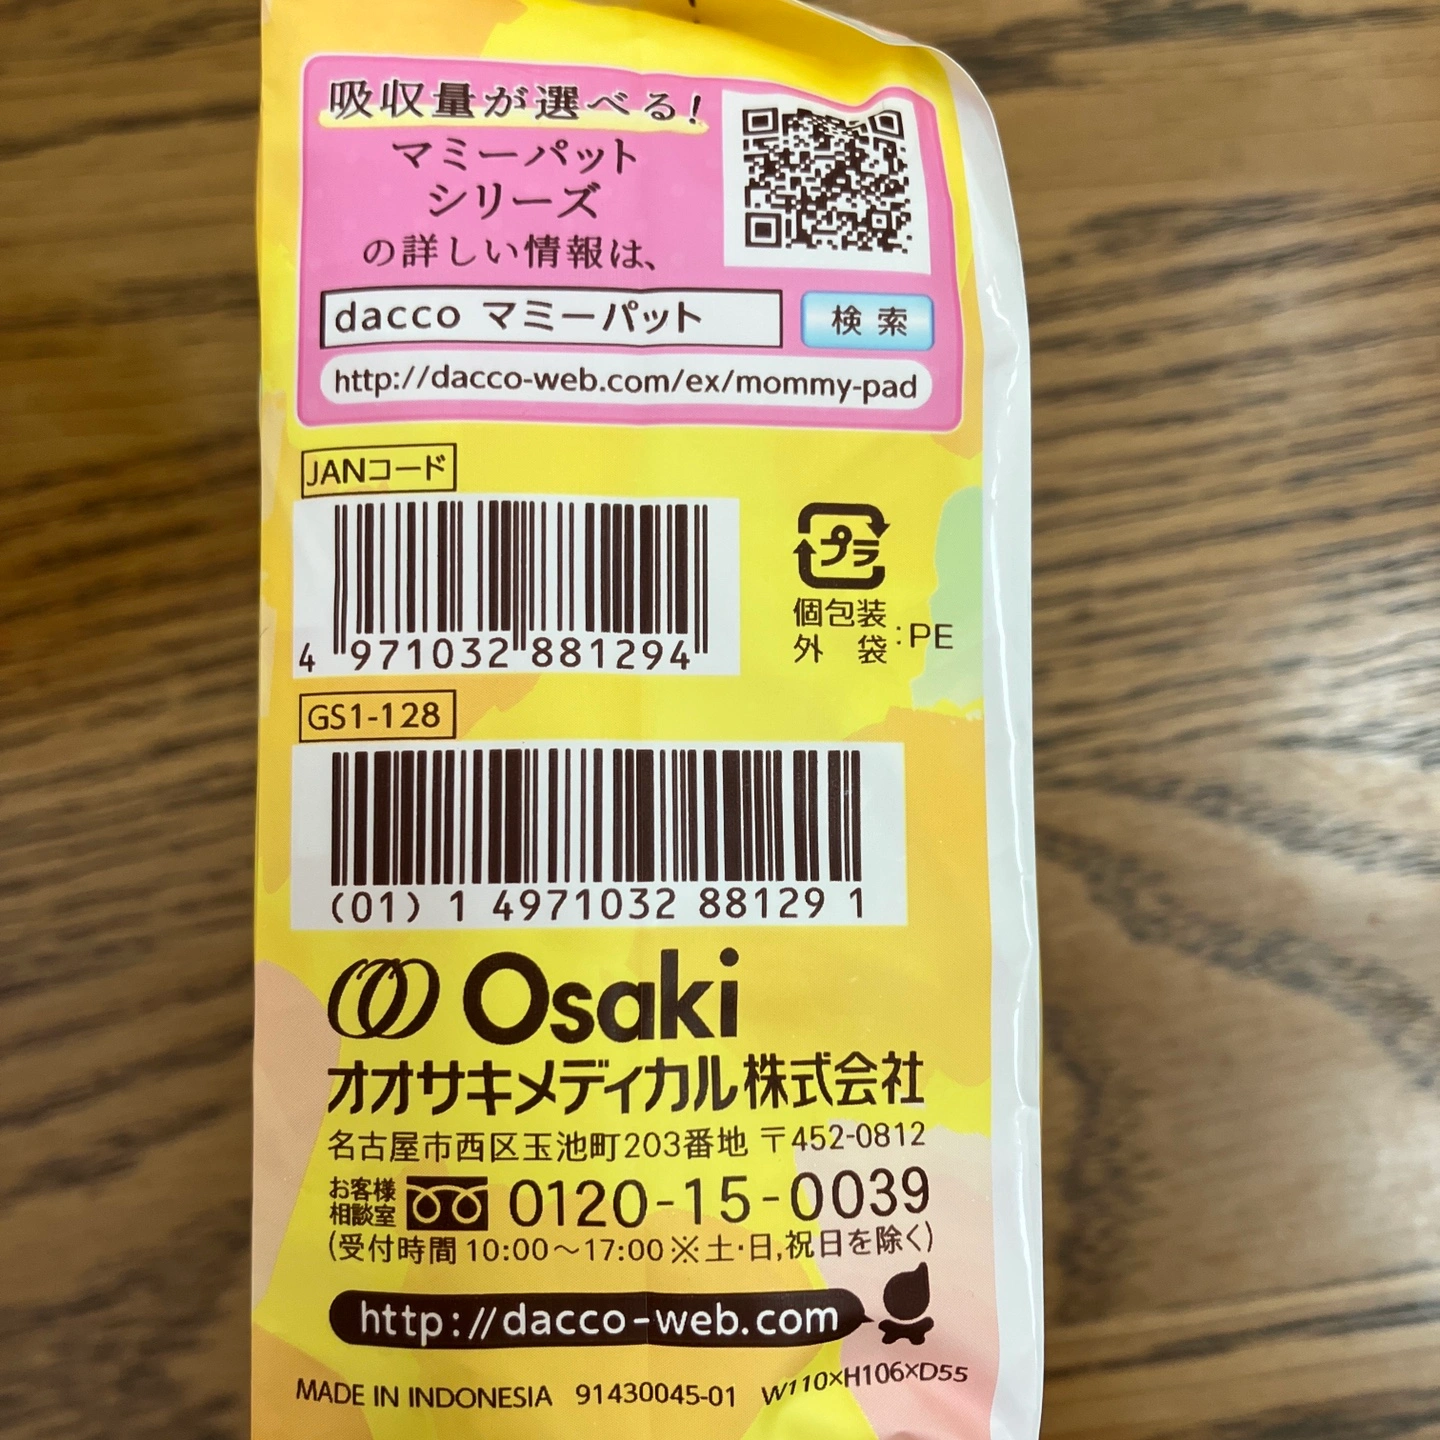 吸収量が選べる!
マミーパット
シリーズ
の詳しい情報は、
dacco マミーパット 検索
http://dacco-web.com/ex/mommy-pad
JANコード
4 971032 881294
プラ
個包装
外 袋 :PE
GS1-128
(01) 1 4971032 88129 1
Osaki
オオサキメディカル株式会社
名古屋市西区玉池町203番地 〒452-0812
お客様
相談室 0120-15-0039
(受付時間 10:00~17:00 ※土・日,祝日を除く)
http://dacco-web.com
MADE IN INDONESIA 91430045-01 W110×H106×D55